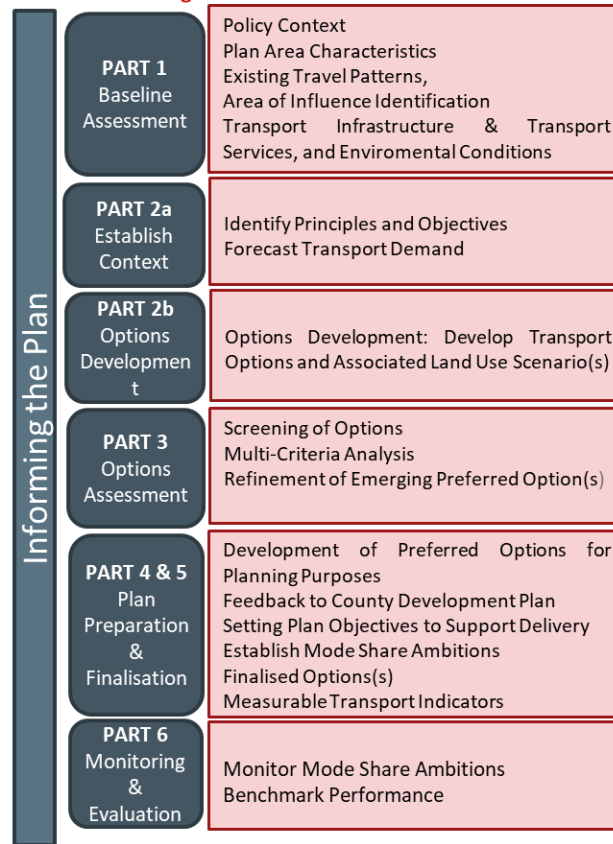 Informing the Plan
PART 1
Baseline
Assessment
Policy Context
Plan Area Characteristics
Existing Travel Patterns,
Area of Influence Identification
Transport Infrastructure & Transport
Services, and Enviromental Conditions
PART 2a
Establish
Context
Identify Principles and Objectives
Forecast Transport Demand
PART 2b
Options
Developmen
t
Options Development: Develop Transport
Options and Associated Land Use Scenario(s)
PART 3
Options
Assessment
Screening of Options
Multi-Criteria Analysis
Refinement of Emerging Preferred Option(s)
PART 4 & 5
Plan
Preparation
&
Finalisation
Development of Preferred Options for
Planning Purposes
Feedback to County Development Plan
Setting Plan Objectives to Support Delivery
Establish Mode Share Ambitions
Finalised Options(s)
Measurable Transport Indicators
PART 6
Monitoring
&
Evaluation
Monitor Mode Share Ambitions
Benchmark Performance